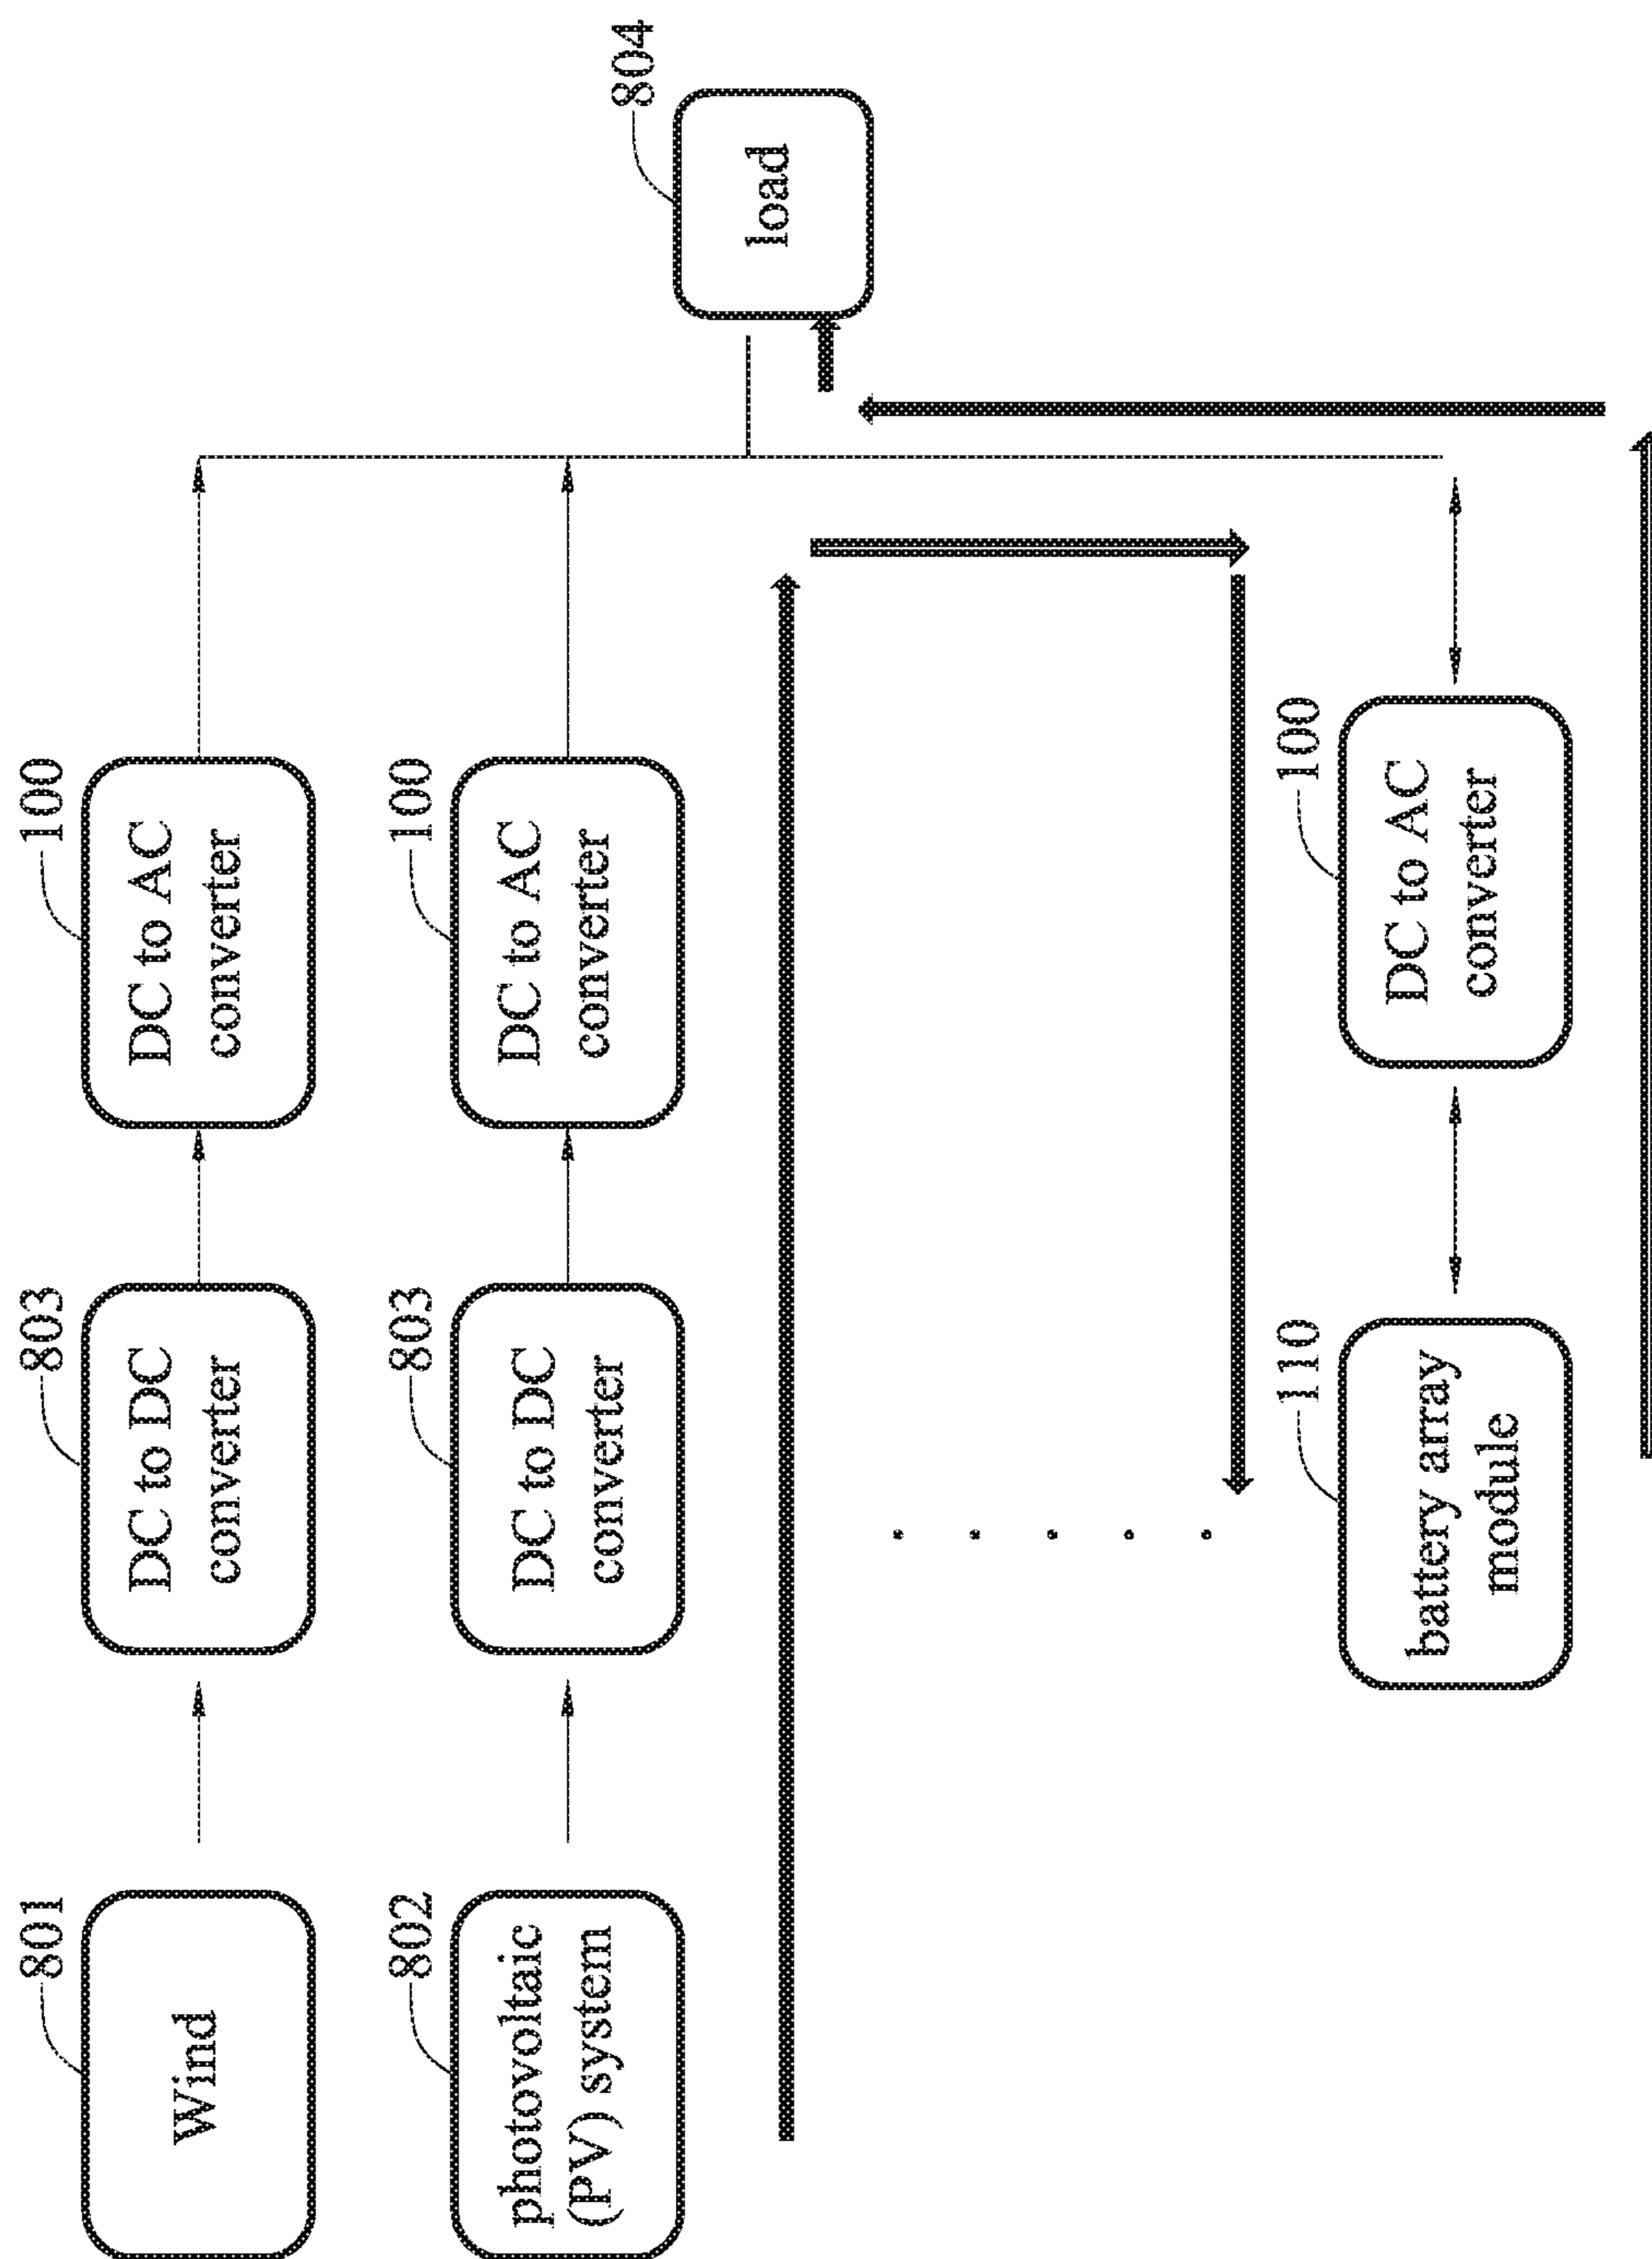 801
Wind
803
DC to DC
converter
100
DC to AC
converter
802
photovoltaic
(PV) system
803
DC to DC
converter
100
DC to AC
converter
804
load
110
battery array
module
100
DC to AC
converter